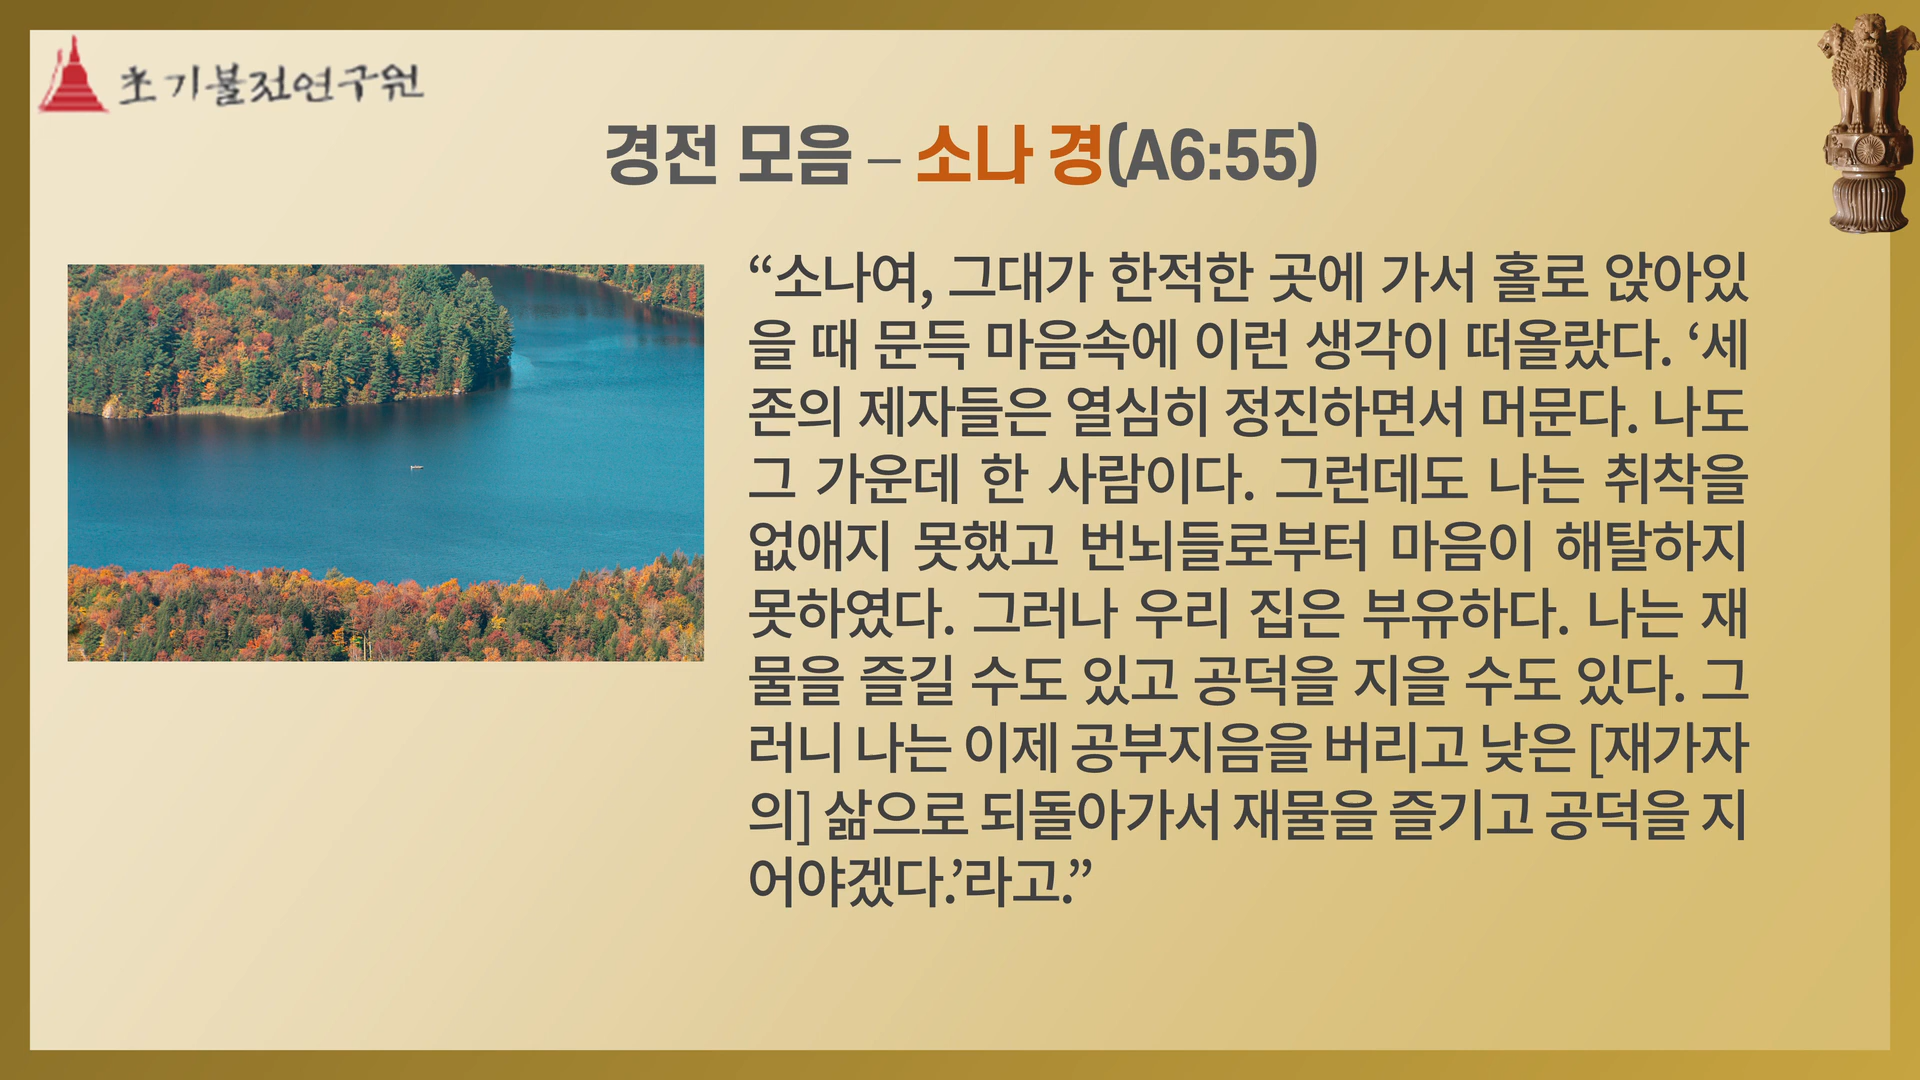 초기불전연구원
경전 모음 – 소나 경(A6:55)
“소나여, 그대가 한적한 곳에 가서 홀로 앉아있
을 때 문득 마음속에 이런 생각이 떠올랐다. ‘세
존의 제자들은 열심히 정진하면서 머문다. 나도
그 가운데 한 사람이다. 그런데도 나는 취착을
없애지 못했고 번뇌들로부터 마음이 해탈하지
못하였다. 그러나 우리 집은 부유하다. 나는 재
물을 즐길 수도 있고 공덕을 지을 수도 있다. 그
러니 나는 이제 공부지음을 버리고 낮은 [재가자
의] 삶으로 되돌아가서 재물을 즐기고 공덕을 지
어야겠다.’라고.”